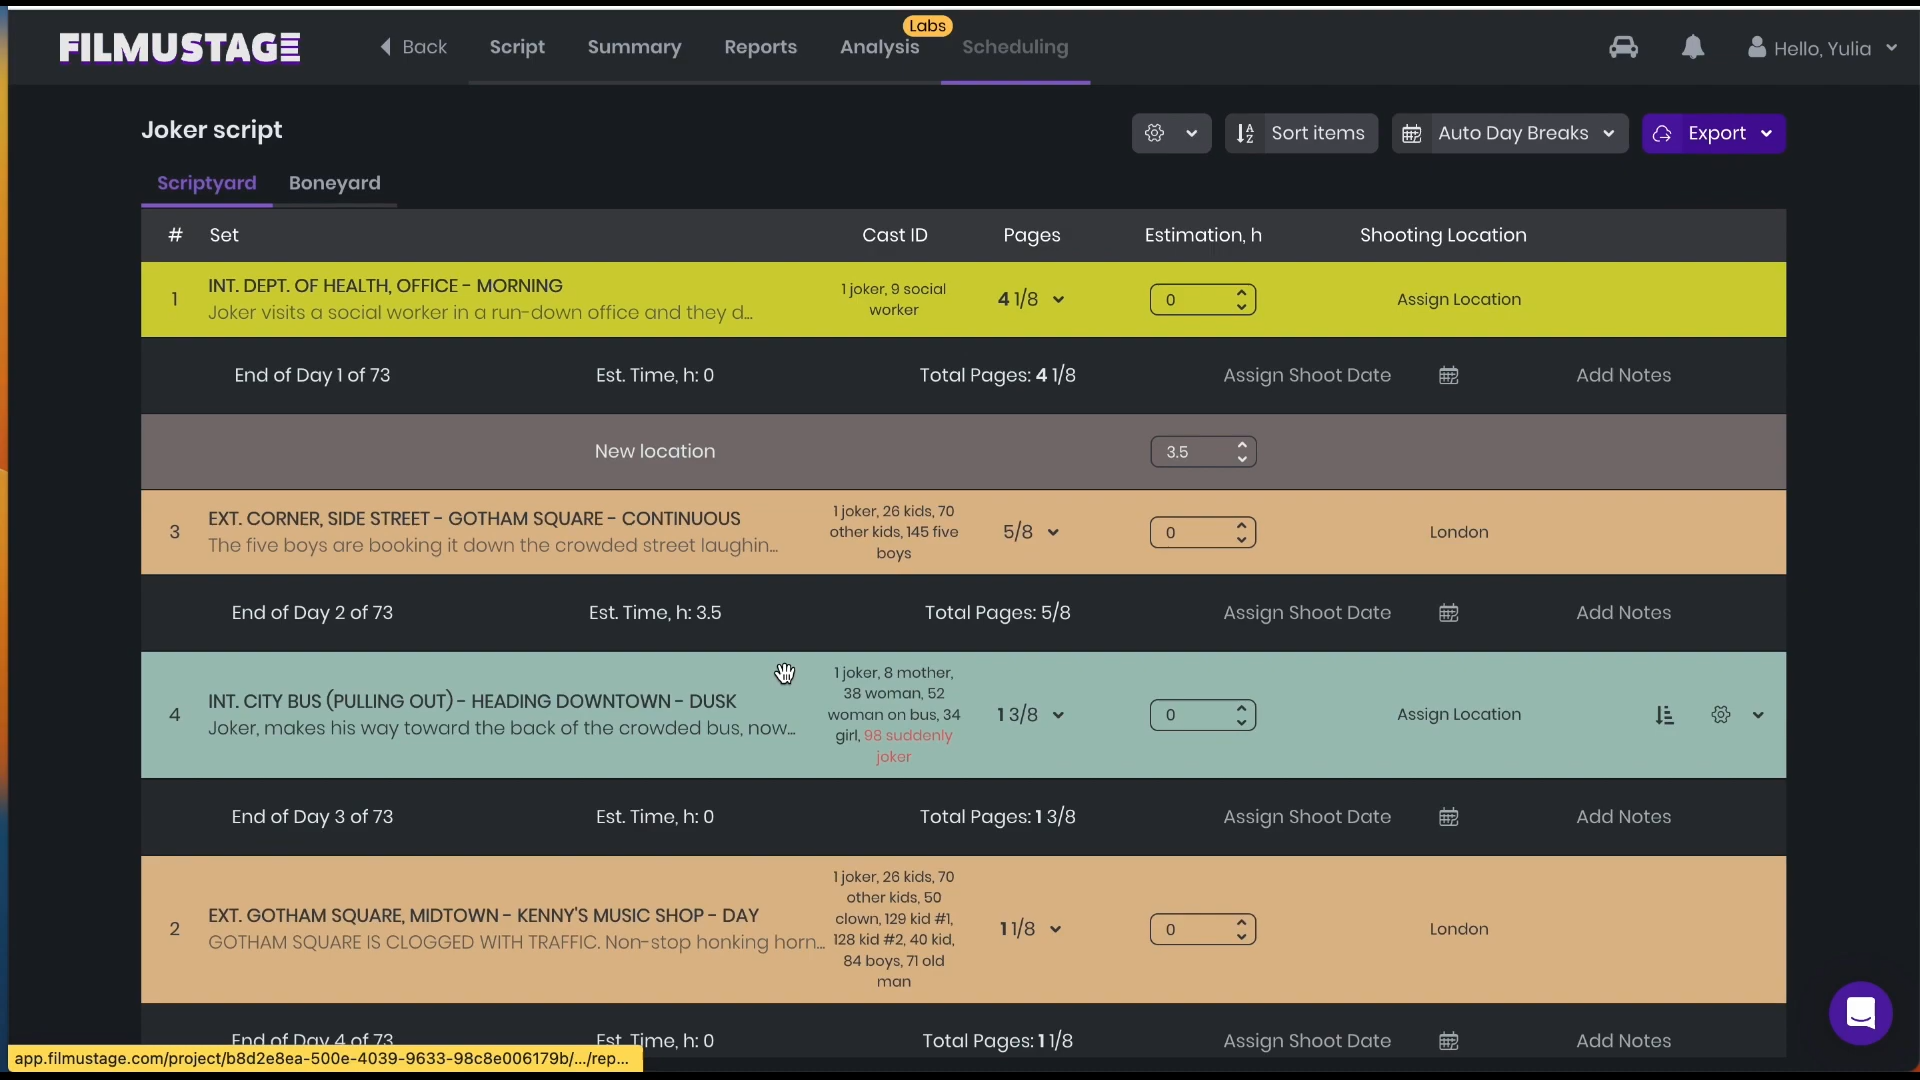 Labs
FILMUSTAGE Back Script Summary Reports Analysis Scheduling Hello, Yulia
Joker script
Sort items Auto Day Breaks Export
Scriptyard Boneyard
# Set Cast ID Pages Estimation, h Shooting Location
1 INT. DEPT. OF HEALTH, OFFICE - MORNING
Joker visits a social worker in a run-down office and they d...
1 joker, 9 social
worker
4 1/8 0 Assign Location
End of Day 1 of 73 Est. Time, h: 0 Total Pages: 4 1/8 Assign Shoot Date Add Notes
New location 3.5
3 EXT. CORNER, SIDE STREET - GOTHAM SQUARE - CONTINUOUS
The five boys are booking it down the crowded street laughin...
1 joker, 26 kids, 70
other kids, 145 five
boys
5/8 0 London
End of Day 2 of 73 Est. Time, h: 3.5 Total Pages: 5/8 Assign Shoot Date Add Notes
4 INT. CITY BUS (PULLING OUT) - HEADING DOWNTOWN - DUSK
Joker, makes his way toward the back of the crowded bus, now...
1 joker, 8 mother,
38 woman, 52
woman on bus, 34
girl, 98 suddenly
joker
1 3/8 0 Assign Location
End of Day 3 of 73 Est. Time, h: 0 Total Pages: 1 3/8 Assign Shoot Date Add Notes
2 EXT. GOTHAM SQUARE, MIDTOWN - KENNY'S MUSIC SHOP - DAY
GOTHAM SQUARE IS CLOGGED WITH TRAFFIC. Non-stop honking horn...
1 joker, 26 kids, 70
other kids, 50
clown, 129 kid #1,
128 kid #2, 40 kid,
84 boys, 71 old
man
1 1/8 0 London
End of Day 4 of 73 Est. Time, h: 0 Total Pages: 1 1/8 Assign Shoot Date Add Notes
app.filmustage.com/project/b8d2e8ea-500e-4039-9633-98c8e006179b/.../rep...